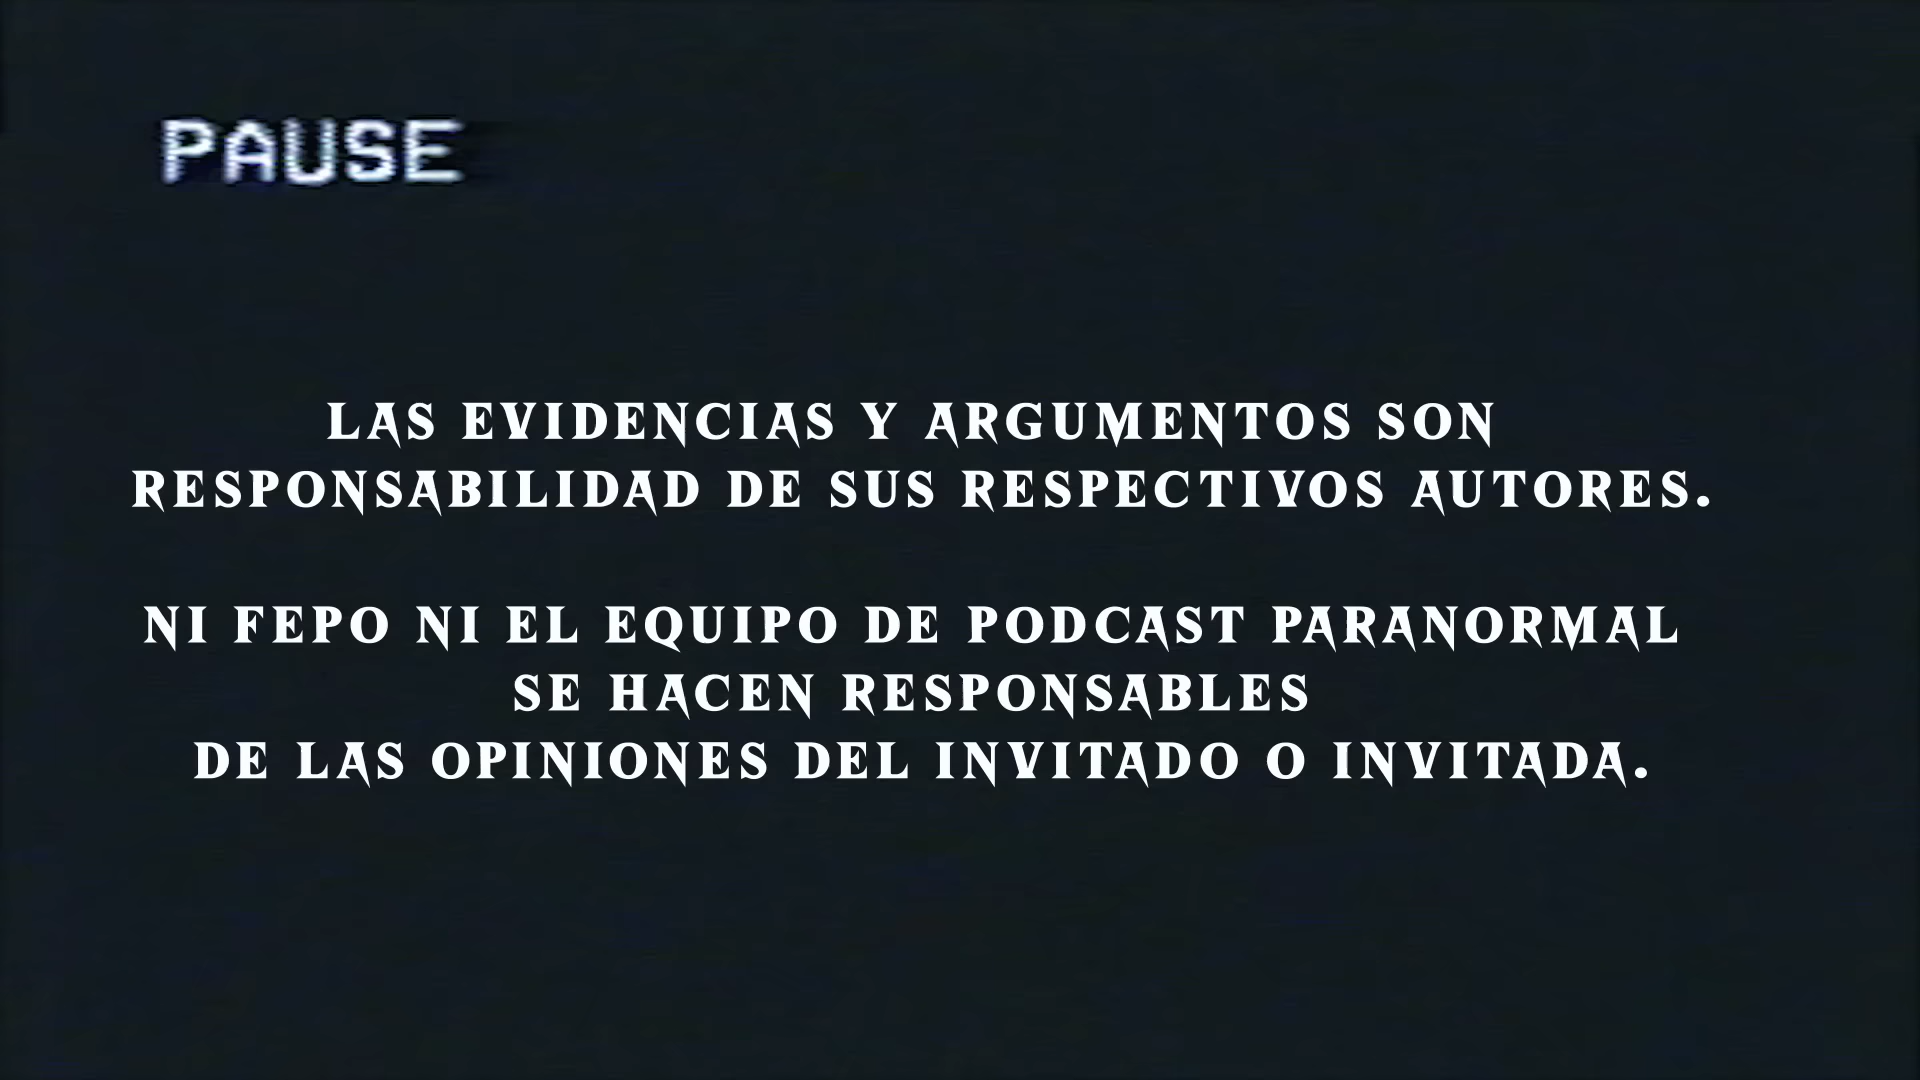 PAUSE
LAS EVIDENCIAS Y ARGUMENTOS SON
RESPONSABILIDAD DE SUS RESPECTIVOS AUTORES.
NI FEPO NI EL EQUIPO DE PODCAST PARANORMAL
SE HACEN RESPONSABLES
DE LAS OPINIONES DEL INVITADO O INVITADA.